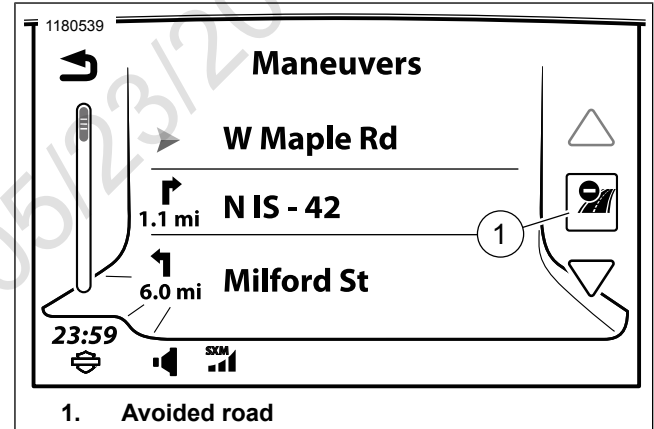 1180539
Maneuvers
W Maple Rd
1.1 mi N IS - 42
6.0 mi Milford St
1
23:59
SXM
1. Avoided road